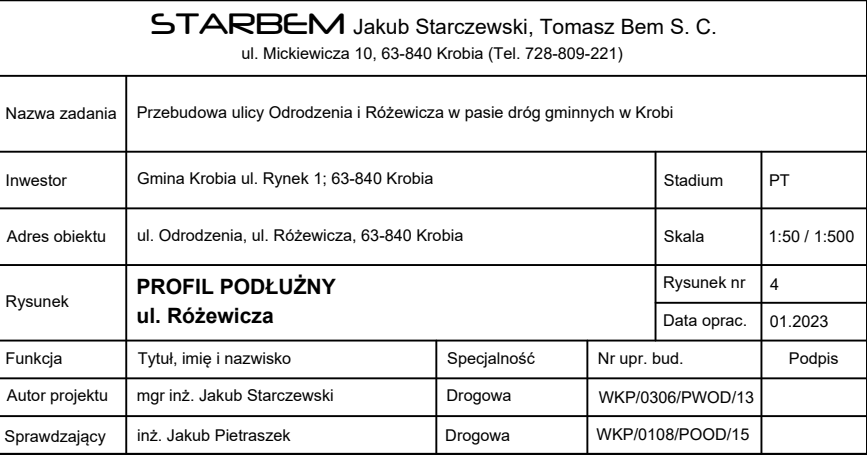 STARBEM Jakub Starczewski, Tomasz Bem S. C.
ul. Mickiewicza 10, 63-840 Krobia (Tel. 728-809-221)
Nazwa zadania Przebudowa ulicy Odrodzenia i Różewicza w pasie dróg gminnych w Krobi
Inwestor Gmina Krobia ul. Rynek 1; 63-840 Krobia Stadium PT
Adres obiektu ul. Odrodzenia, ul. Różewicza, 63-840 Krobia Skala 1:50 / 1:500
Rysunek PROFIL PODŁUŻNY
ul. Różewicza
Rysunek nr 4
Data oprac. 01.2023
Funkcja Tytuł, imię i nazwisko Specjalność Nr upr. bud. Podpis
Autor projektu mgr inż. Jakub Starczewski Drogowa WKP/0306/PWOD/13
Sprawdzający inż. Jakub Pietraszek Drogowa WKP/0108/POOD/15